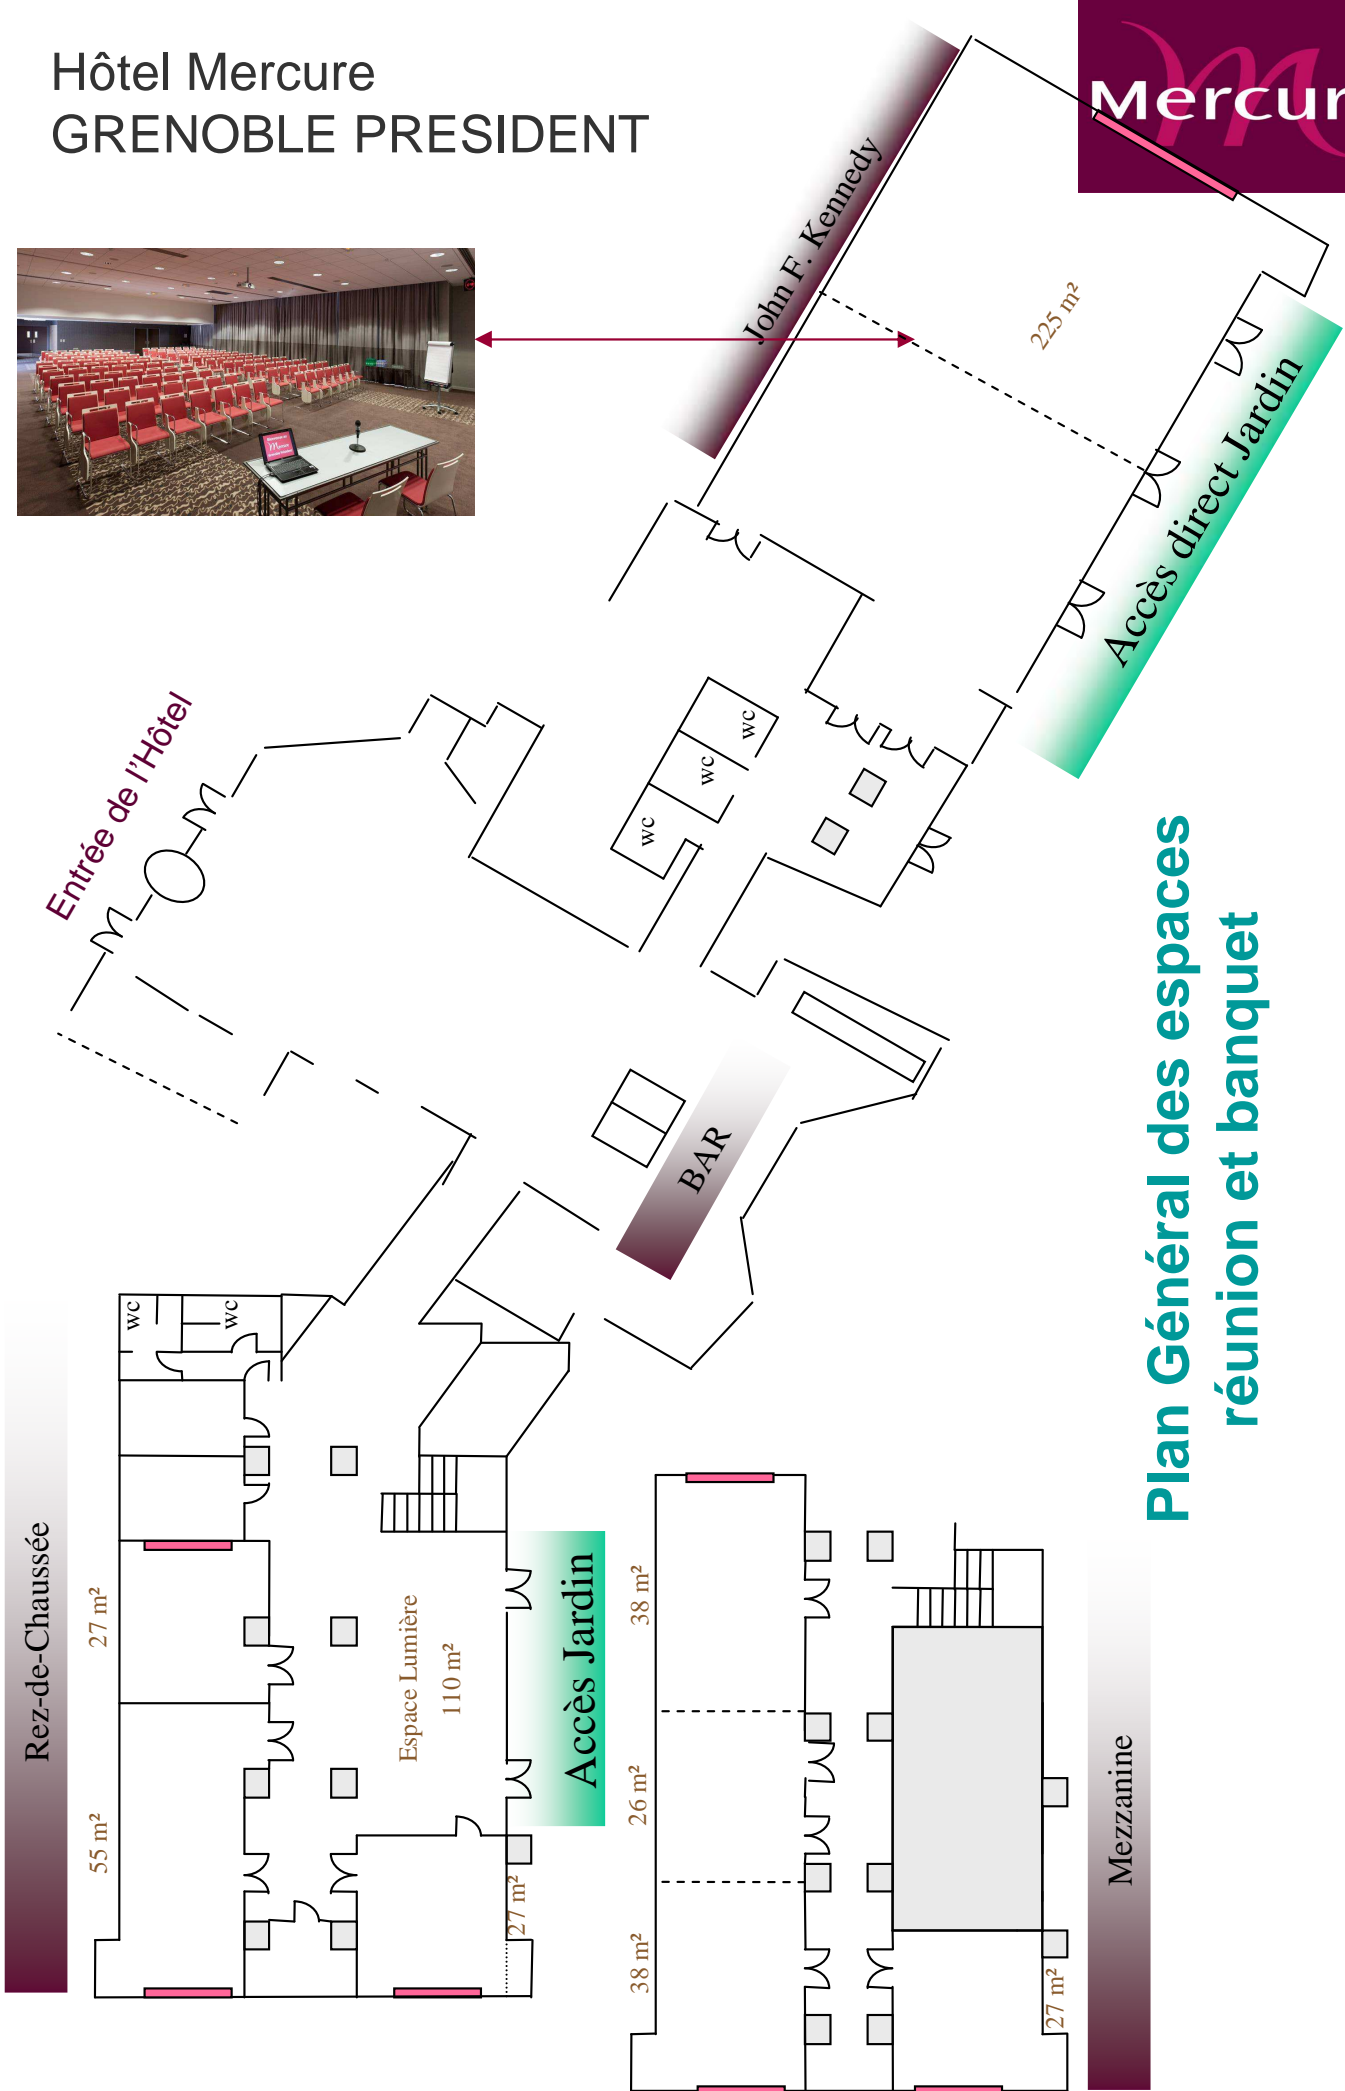 Hôtel Mercure
GRENOBLE PRESIDENT
Mercur
John F. Kennedy
225 m²
Accès direct Jardin
Entrée de l'Hôtel
wc
wc
wc
BAR
Plan Général des espaces
réunion et banquet
wc
wc
Rez-de-Chaussée
27 m²
55 m²
Espace Lumière
110 m²
Accès Jardin
27 m²
38 m²
26 m²
38 m²
27 m²
Mezzanine